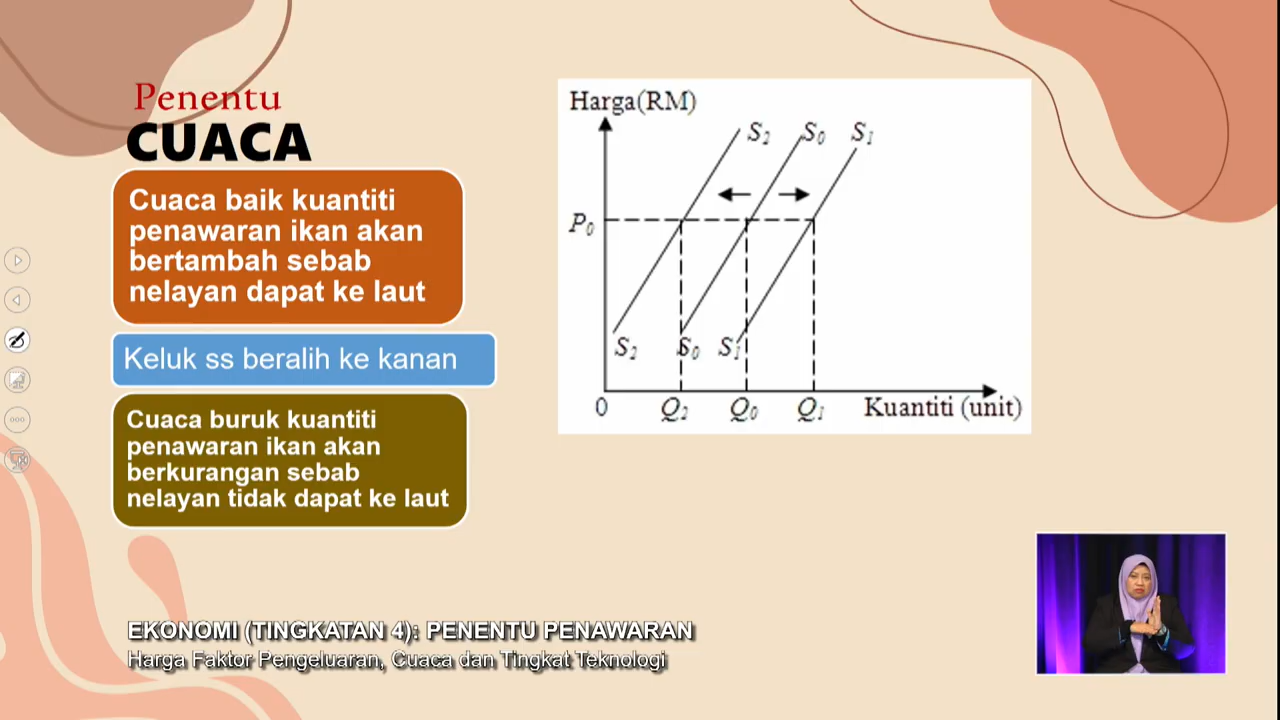 Penentu
CUACA
Cuaca baik kuantiti
penawaran ikan akan
bertambah sebab
nelayan dapat ke laut
Keluk ss beralih ke kanan
Cuaca buruk kuantiti
penawaran ikan akan
berkurangan sebab
nelayan tidak dapat ke laut
Harga(RM)
S₂ S₀ S₁
P₀
S₂ S₀ S₁
0 Q₂ Q₀ Q₁ Kuantiti (unit)
EKONOMI (TINGKATAN 4): PENENTU PENAWARAN
Harga Faktor Pengeluaran, Cuaca dan Tingkat Teknologi